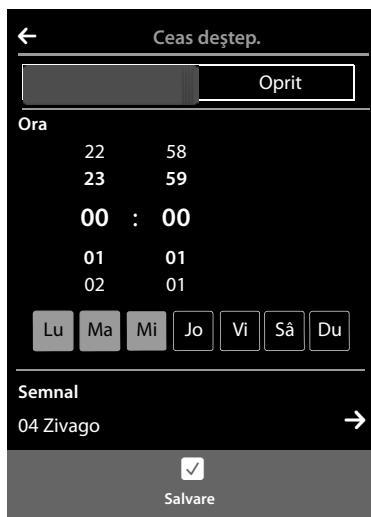 Ceas deştep.
Oprit
Ora
22 58
23 59
00 : 00
01 01
02 01
Lu Ma Mi Jo Vi Sâ Du
Semnal
04 Zivago
Salvare